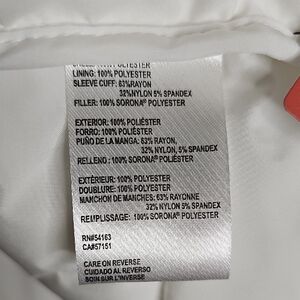 SHELL: 100% POLYESTER
LINING: 100% POLYESTER
SLEEVE CUFF: 63%RAYON
32%NYLON 5% SPANDEX
FILLER: 100% SORONA® POLYESTER
EXTERIOR: 100% POLIÉSTER
FORRO: 100% POLIÉSTER
PUÑO DE LA MANGA: 63% RAYON,
32% NYLON, 5% SPANDEX
RELLENO: 100% SORONA® POLIÉSTER
EXTÉRIEUR: 100% POLYESTER
DOUBLURE: 100% POLYESTER
MANCHON DE MANCHES: 63% RAYONNE
32% NYLON 5% SPANDEX
REMPLISSAGE: 100% SORONA® POLYESTER
RN#54163
CA#57151
CARE ON REVERSE
CUIDADO AL REVERSO
SOIN SUR L'INVERSE